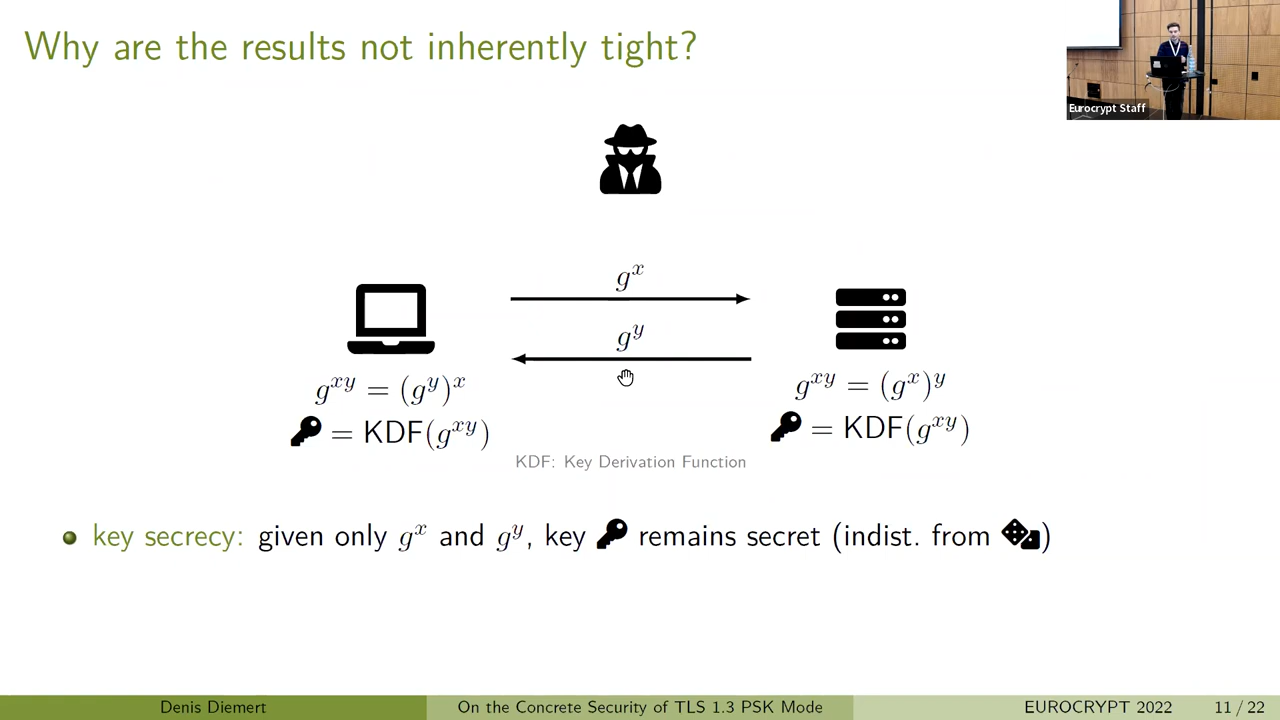 Why are the results not inherently tight?
Eurocrypt Staff
g^x
g^y
g^{xy} = (g^y)^x
= KDF(g^{xy})
g^{xy} = (g^x)^y
= KDF(g^{xy})
KDF: Key Derivation Function
key secrecy: given only g^x and g^y, key remains secret (indist. from )
Denis Diemert On the Concrete Security of TLS 1.3 PSK Mode EUROCRYPT 2022 11 / 22